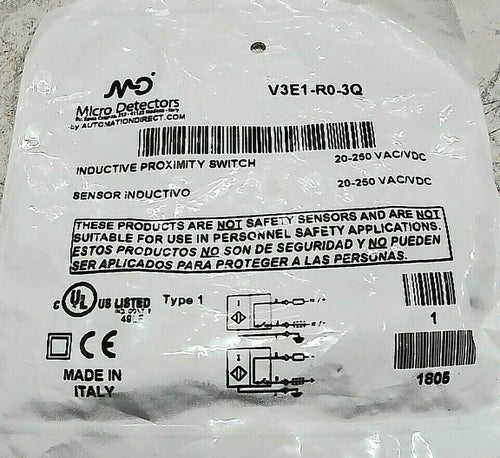 MD
V3E1-R0-3Q
Micro Detectors
by AUTOMATIONDIRECT.COM
INDUCTIVE PROXIMITY SWITCH 20-250 VAC/VDC
SENSOR INDUCTIVO 20-250 VAC/VDC
THESE PRODUCTS ARE NOT SAFETY SENSORS AND ARE NOT
SUITABLE FOR USE IN PERSONNEL SAFETY APPLICATIONS.
ESTOS PRODUCTOS NO SON DE SEGURIDAD Y NO PUEDEN
SER APLICADOS PARA PROTEGER A LAS PERSONAS.
C UL US LISTED Type 1
1
CE
MADE IN
ITALY
1805